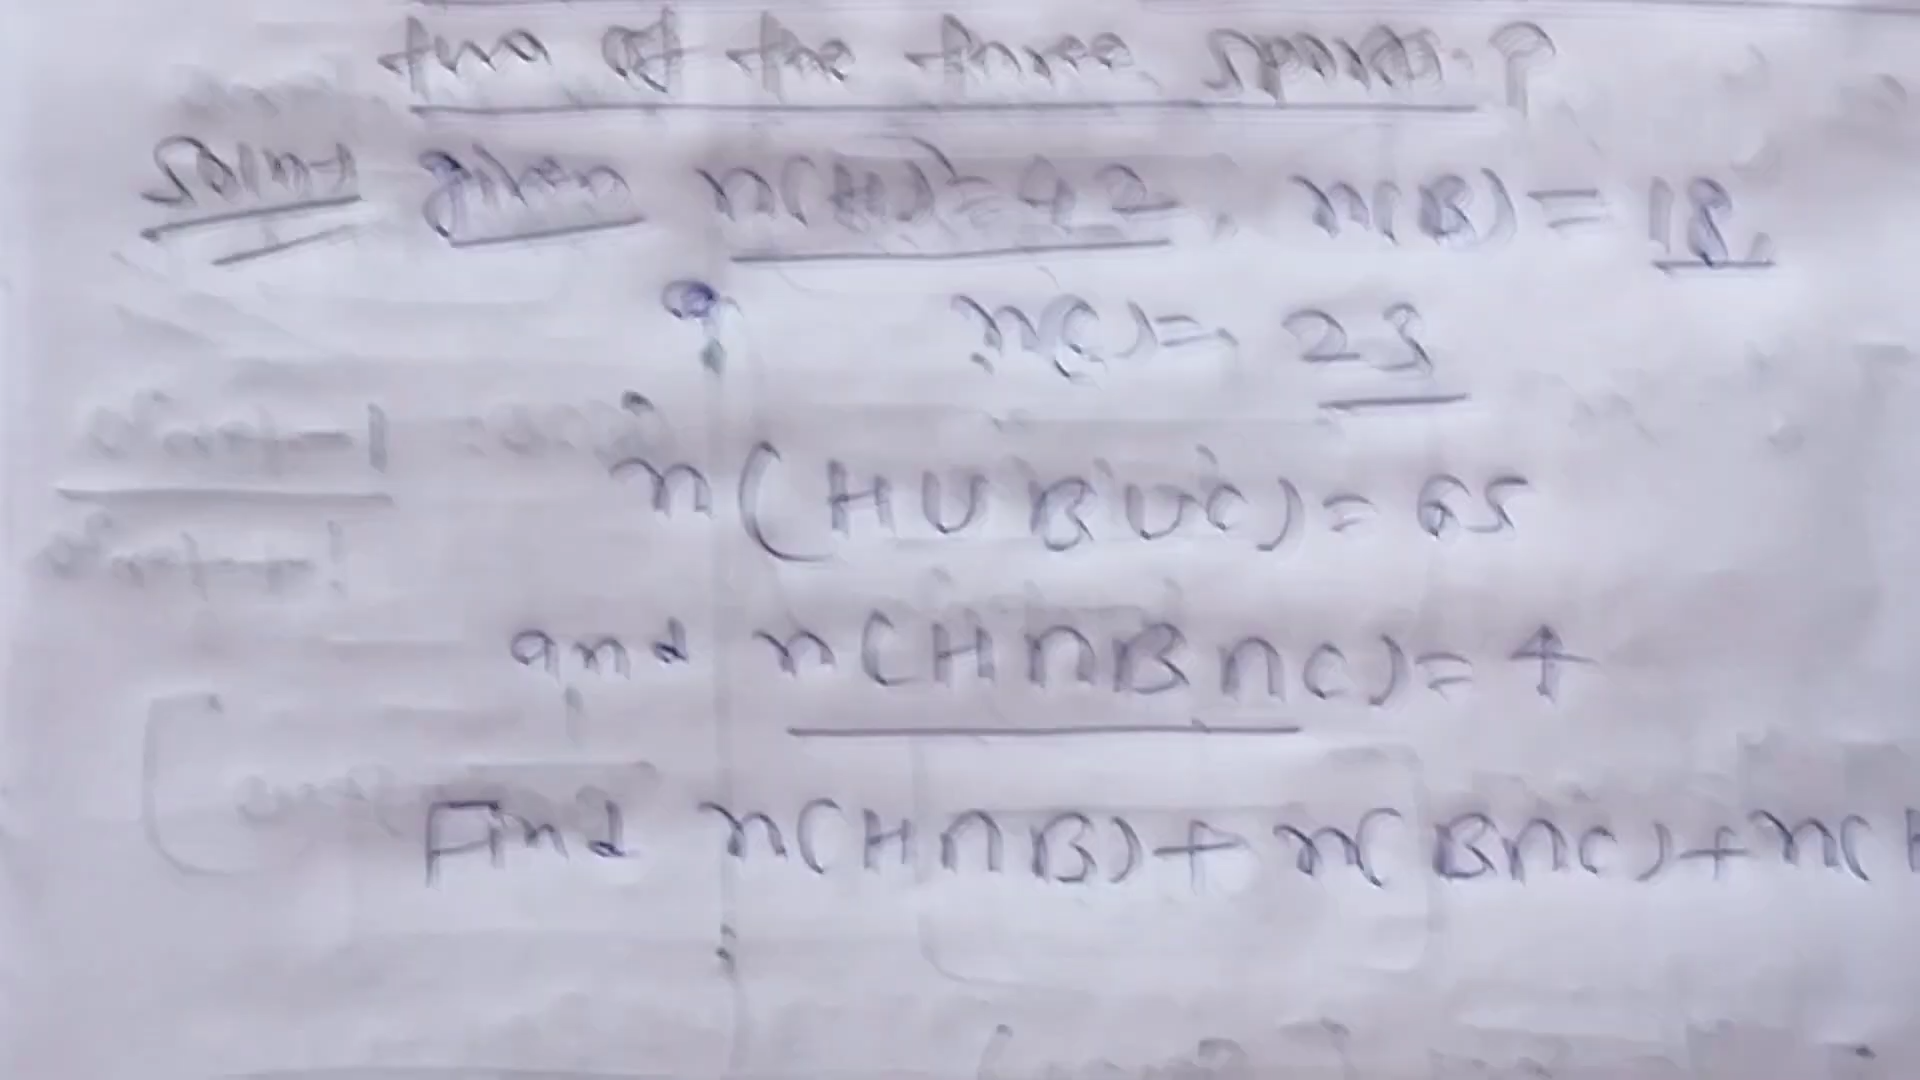 two of the three sports?
Soln:- given n(H) = 42, n(B) = 18,
n(C) = 23
n(H∪B∪C) = 65
and n(H∩B∩C) = 4
Find n(H∩B) + n(B∩C) + n(H